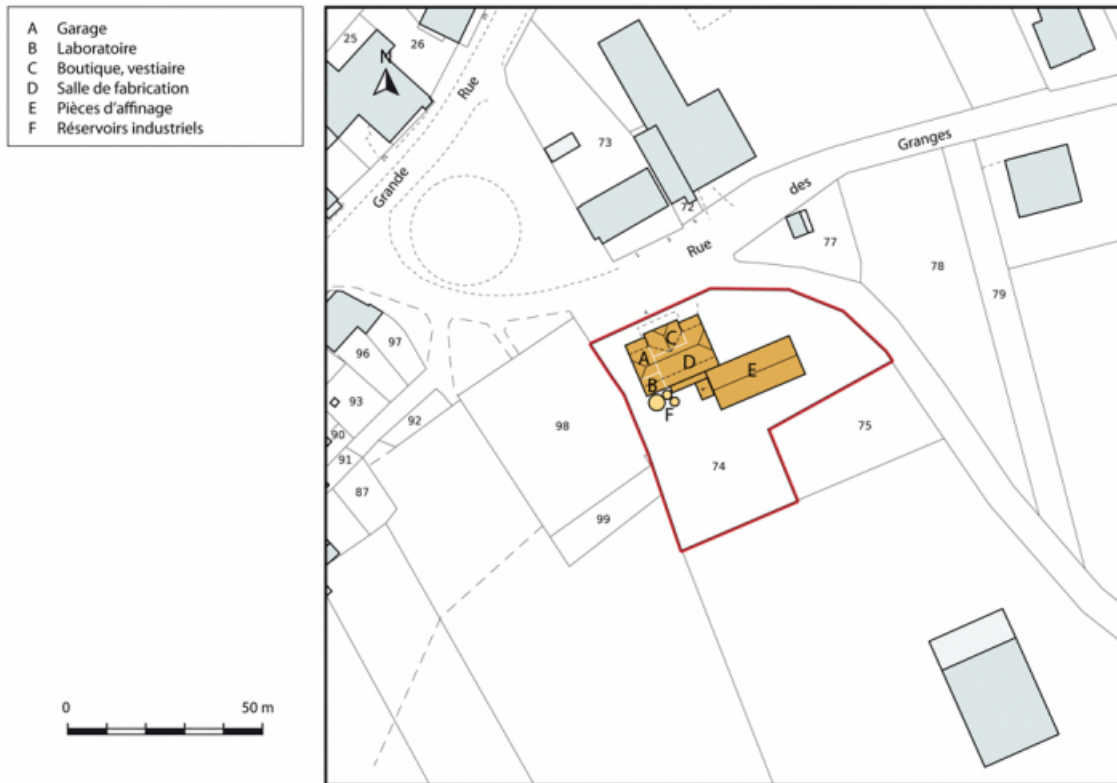 A Garage
B Laboratoire
C Boutique, vestiaire
D Salle de fabrication
E Pièces d'affinage
F Réservoirs industriels
0 50 m
25
26
N
Rue
Grande
73
72
Rue
des
Granges
77
78
79
96
97
93
92
90
91
87
98
99
A
B
C
D
E
F
74
75